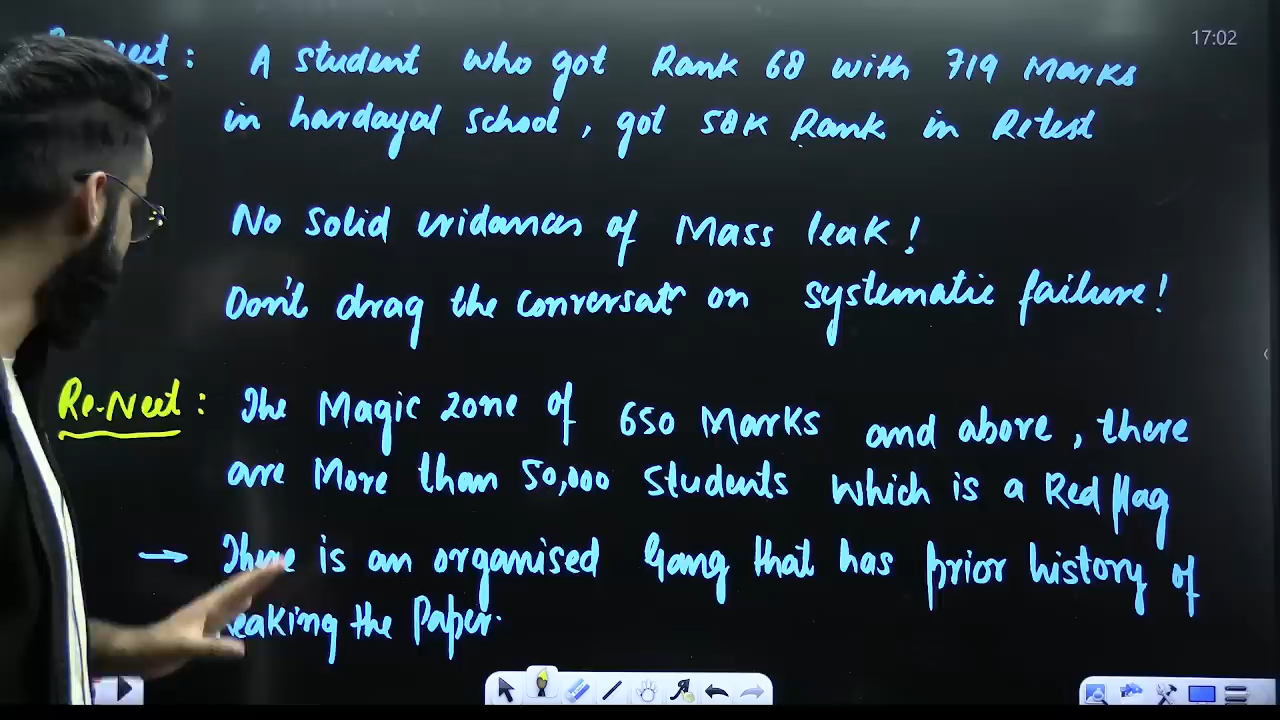 17:02
: A student who got Rank 68 with 719 Marks
in hardayal school, got 58K Rank in Retest
No solid evidances of Mass leak!
Don't drag the conversatn on systematic failure!
Re-Neet: The Magic zone of 650 Marks and above, there
are More than 50,000 students which is a Red flag
→ There is an organised Gang that has prior history of
leaking the Paper.